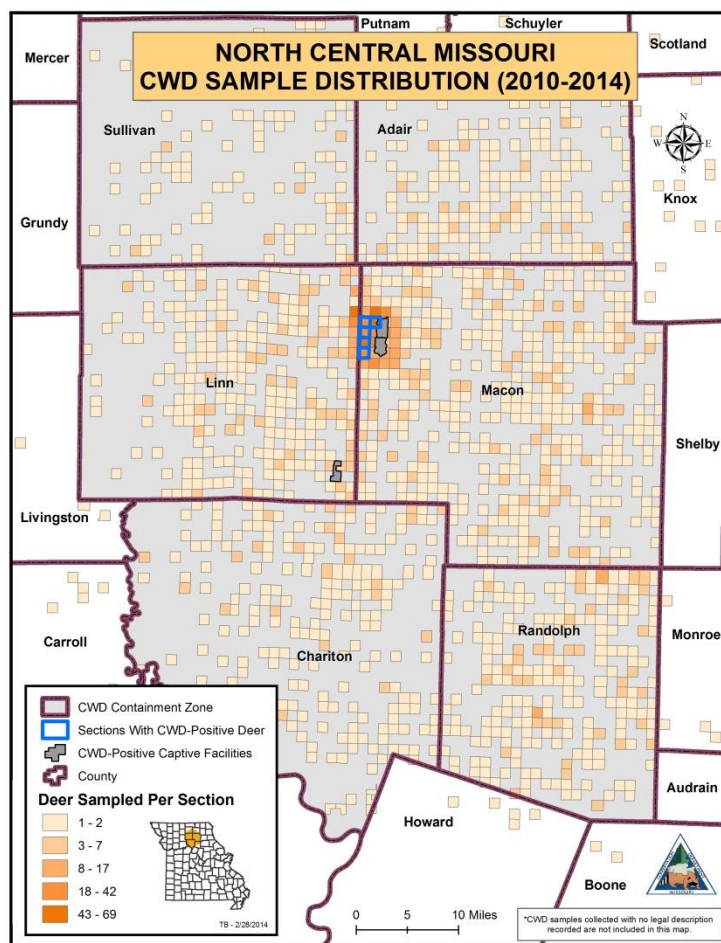 Putnam
Schuyler
Scotland
Mercer
NORTH CENTRAL MISSOURI
CWD SAMPLE DISTRIBUTION (2010-2014)
Sullivan
Adair
N
W
E
S
Knox
Grundy
Linn
Macon
Shelby
Livingston
Carroll
Chariton
Randolph
Monroe
Audrain
Howard
Boone
CWD Containment Zone
Sections With CWD-Positive Deer
CWD-Positive Captive Facilities
County
Deer Sampled Per Section
1 - 2
3 - 7
8 - 17
18 - 42
43 - 69
TB - 2/28/2014
0 5 10 Miles
*CWD samples collected with no legal description
recorded are not included in this map.